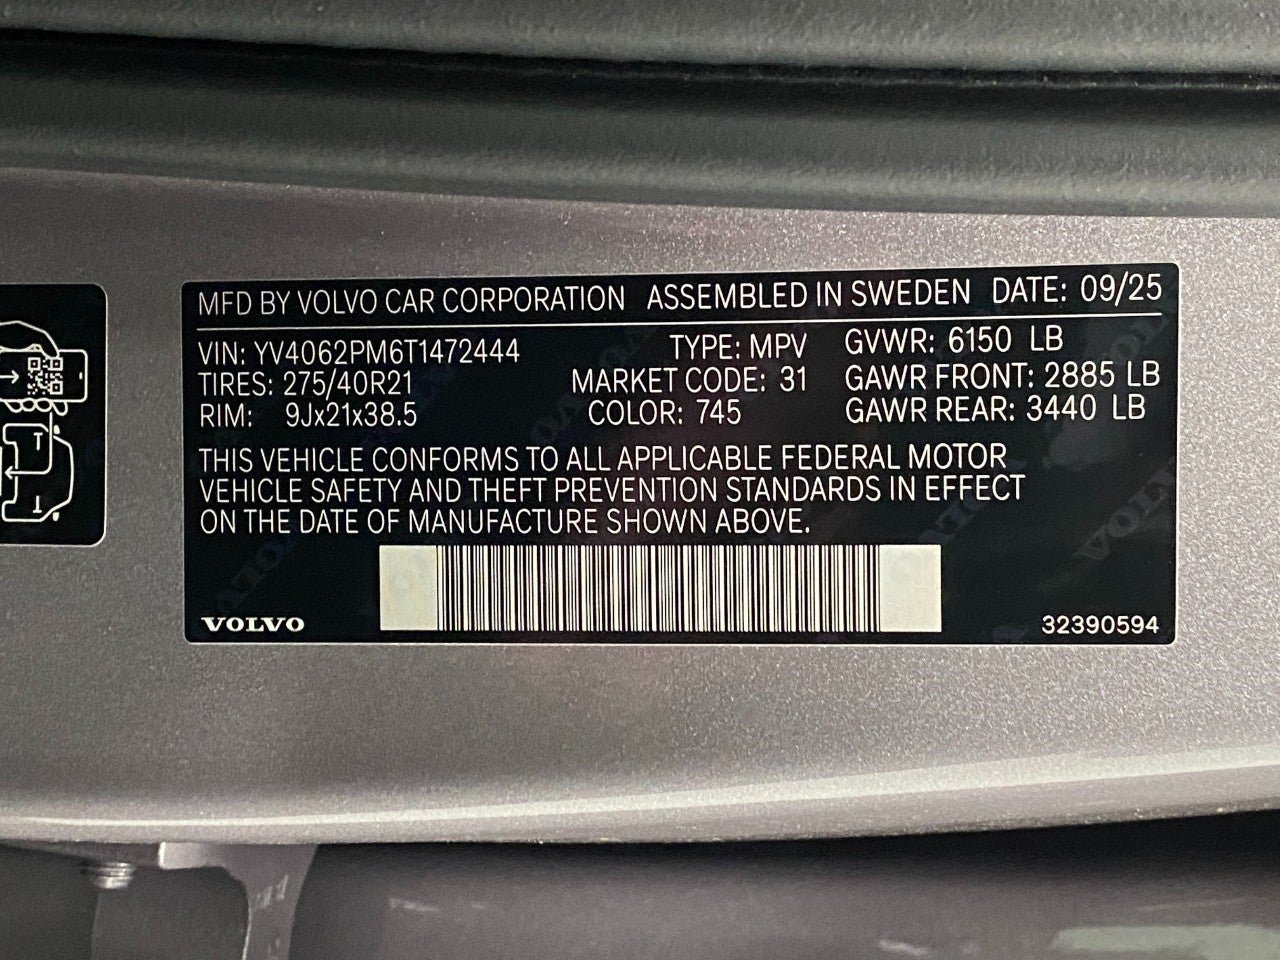 MFD BY VOLVO CAR CORPORATION ASSEMBLED IN SWEDEN DATE: 09/25
VIN: YV4062PM6T1472444 TYPE: MPV GVWR: 6150 LB
TIRES: 275/40R21 MARKET CODE: 31 GAWR FRONT: 2885 LB
RIM: 9Jx21x38.5 COLOR: 745 GAWR REAR: 3440 LB
THIS VEHICLE CONFORMS TO ALL APPLICABLE FEDERAL MOTOR
VEHICLE SAFETY AND THEFT PREVENTION STANDARDS IN EFFECT
ON THE DATE OF MANUFACTURE SHOWN ABOVE.
VOLVO 32390594